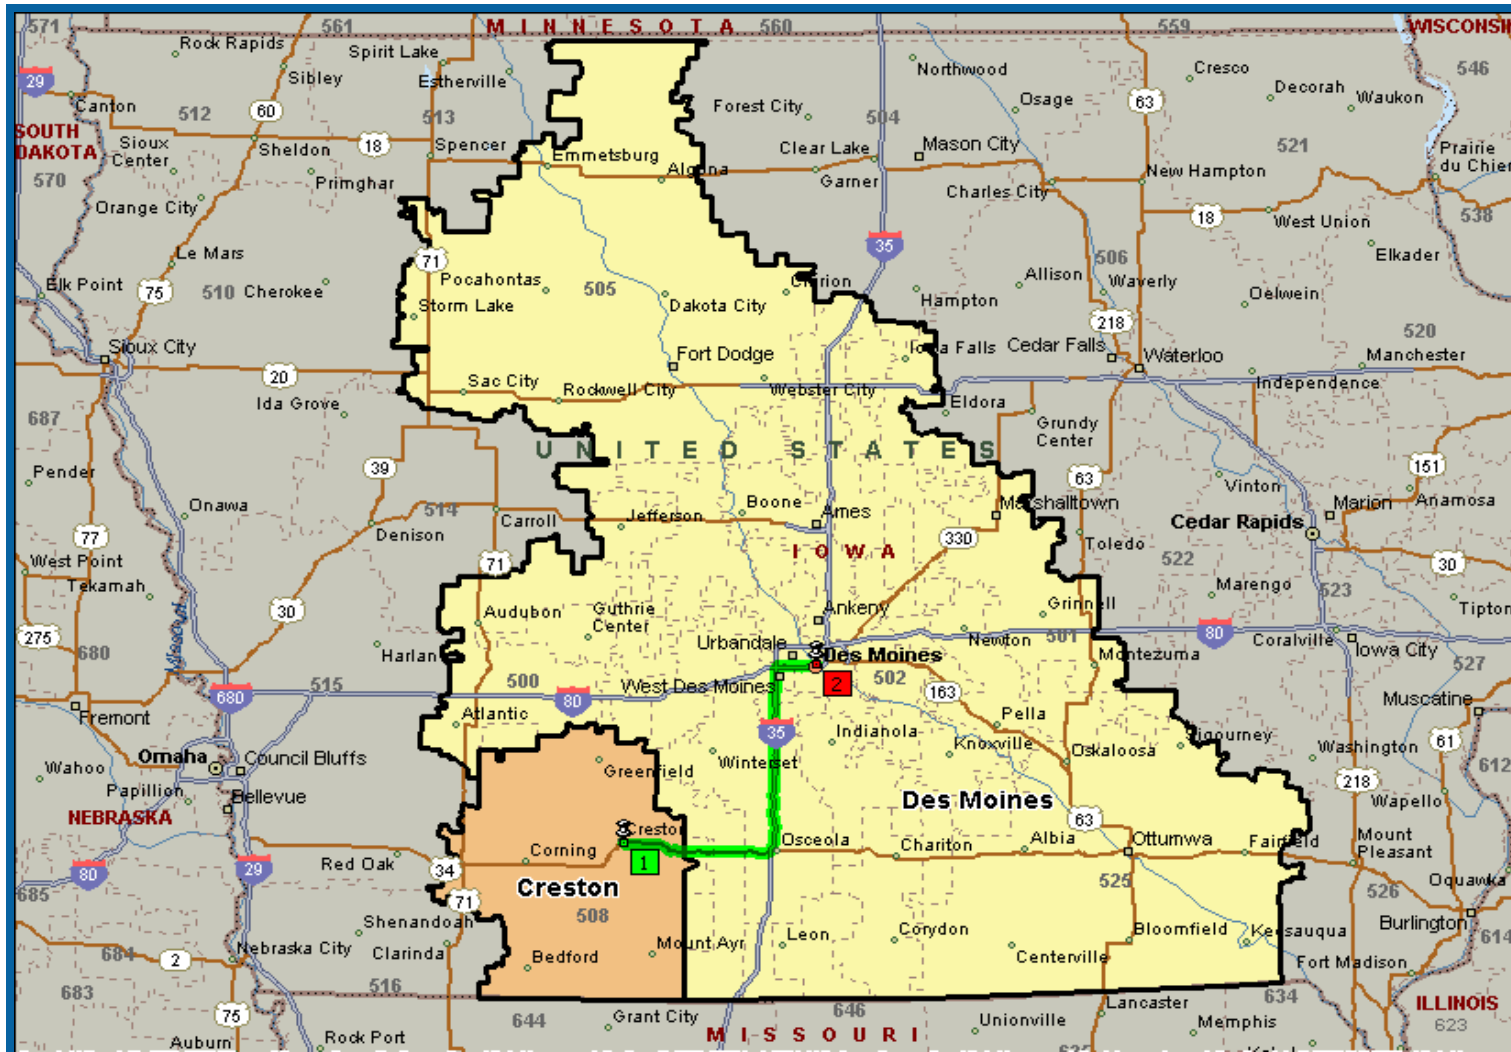 571
561
MINNESOTA
560
559
WISCONSIN
Rock Rapids
Spirit Lake
Sibley
Estherville
Northwood
Cresco
546
29
Canton
512
60
513
Forest City
504
Osage
63
Decorah
Waukon
SOUTH
DAKOTA
Sioux
Center
Sheldon
18
Spencer
Emmetsburg
Algona
Clear Lake
Mason City
521
Prairie
du Chien
570
Primghar
Garner
Charles City
New Hampton
Orange City
18
West Union
538
Le Mars
71
35
Elkader
Elk Point
75
510
Cherokee
Pocahontas
505
Dakota City
Clarion
Hampton
Allison
506
Waverly
Oelwein
Storm Lake
218
520
Sioux City
Fort Dodge
Iowa Falls
Cedar Falls
Waterloo
Manchester
20
Sac City
Rockwell City
Webster City
Independence
687
Ida Grove
Eldora
Grundy
Center
UNITED STATES
Pender
39
63
151
Onawa
514
Carroll
Jefferson
Boone
Ames
Marshalltown
Vinton
Marion
Anamosa
Denison
Cedar Rapids
77
330
Toledo
IOWA
West Point
71
522
30
Tekamah
Marengo
523
Tipton
30
Audubon
Guthrie
Center
Ankeny
Grinnell
275
Missouri
680
Harlan
Urbandale
Newton
501
80
Coralville
Iowa City
Des Moines
Montezuma
527
500
West Des Moines
2
502
163
680
515
80
Muscatine
Fremont
Atlantic
35
Indianola
Pella
Knoxville
Oskaloosa
Sigourney
Washington
61
Omaha
Council Bluffs
Greenfield
Winterset
612
Wahoo
Papillion
218
Bellevue
Des Moines
Wapello
NEBRASKA
63
Cresto
Osceola
Chariton
Albia
Ottumwa
Fairfield
Mount
Pleasant
80
29
Red Oak
34
Corning
1
Creston
525
526
Oquawka
685
71
508
Shenandoah
Burlington
684
2
Nebraska City
Clarinda
Bedford
Mount Ayr
Leon
Corydon
Centerville
Bloomfield
Keosauqua
614
Fort Madison
683
516
634
75
644
Grant City
646
Lancaster
ILLINOIS
Auburn
Rock Port
MISSOURI
Unionville
Memphis
623